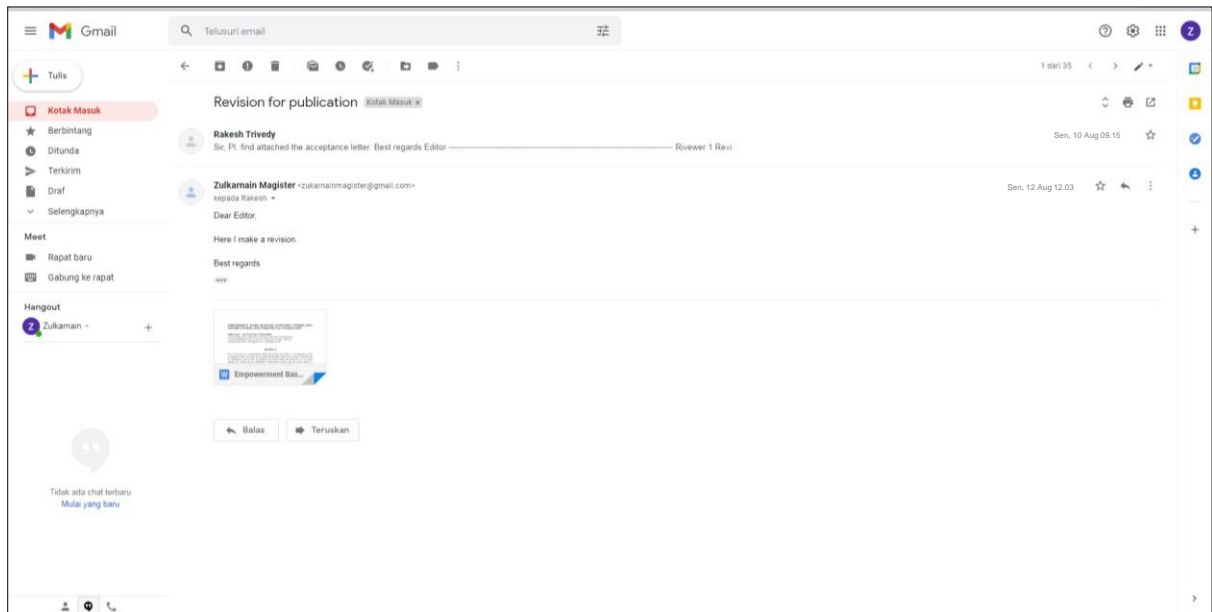 Gmail
Telusuri email
Z
Tulis
1 dari 35
Kotak Masuk
Berbintang
Ditunda
Terkirim
Draf
Selengkapnya
Meet
Rapat baru
Gabung ke rapat
Hangout
Z Zulkarnain
Tidak ada chat terbaru
Mulai yang baru
Revision for publication Kotak Masuk x
Rakesh Trivedy
Sen, 10 Aug 09.15
Sir, Pl. find attached the acceptance letter. Best regards Editor ---------- Rivewer 1 Revi
Zulkarnain Magister <zukarnainmagister@gmail.com>
Sen, 12 Aug 12.03
kepada Rakesh
Dear Editor,
Here I make a revision.
Best regards
W Empowerment Bas...
Balas
Teruskan